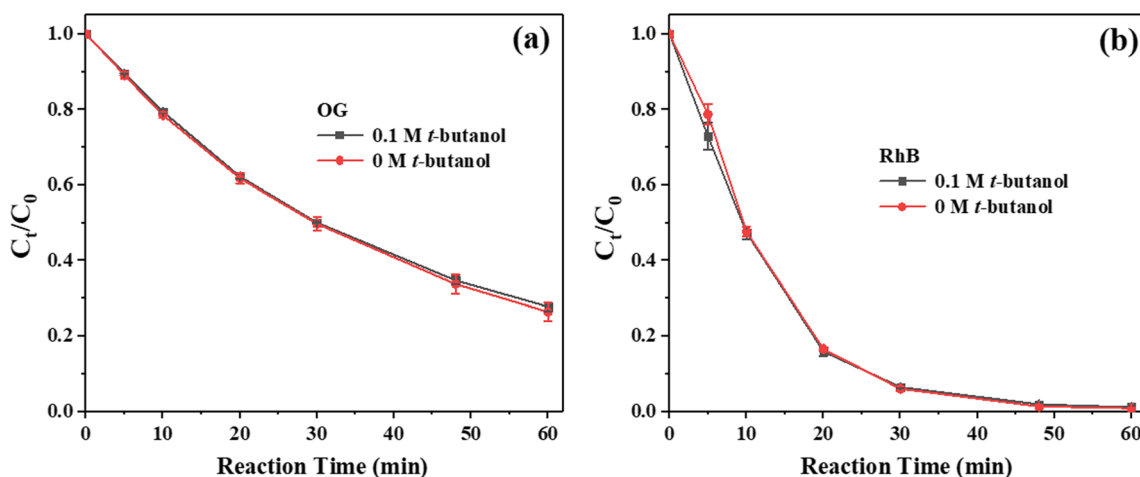 (a)
OG
0.1 M t-butanol
0 M t-butanol
Ct/C0
1.0
0.8
0.6
0.4
0.2
0.0
0 10 20 30 40 50 60
Reaction Time (min)
(b)
RhB
0.1 M t-butanol
0 M t-butanol
Ct/C0
1.0
0.8
0.6
0.4
0.2
0.0
0 10 20 30 40 50 60
Reaction Time (min)